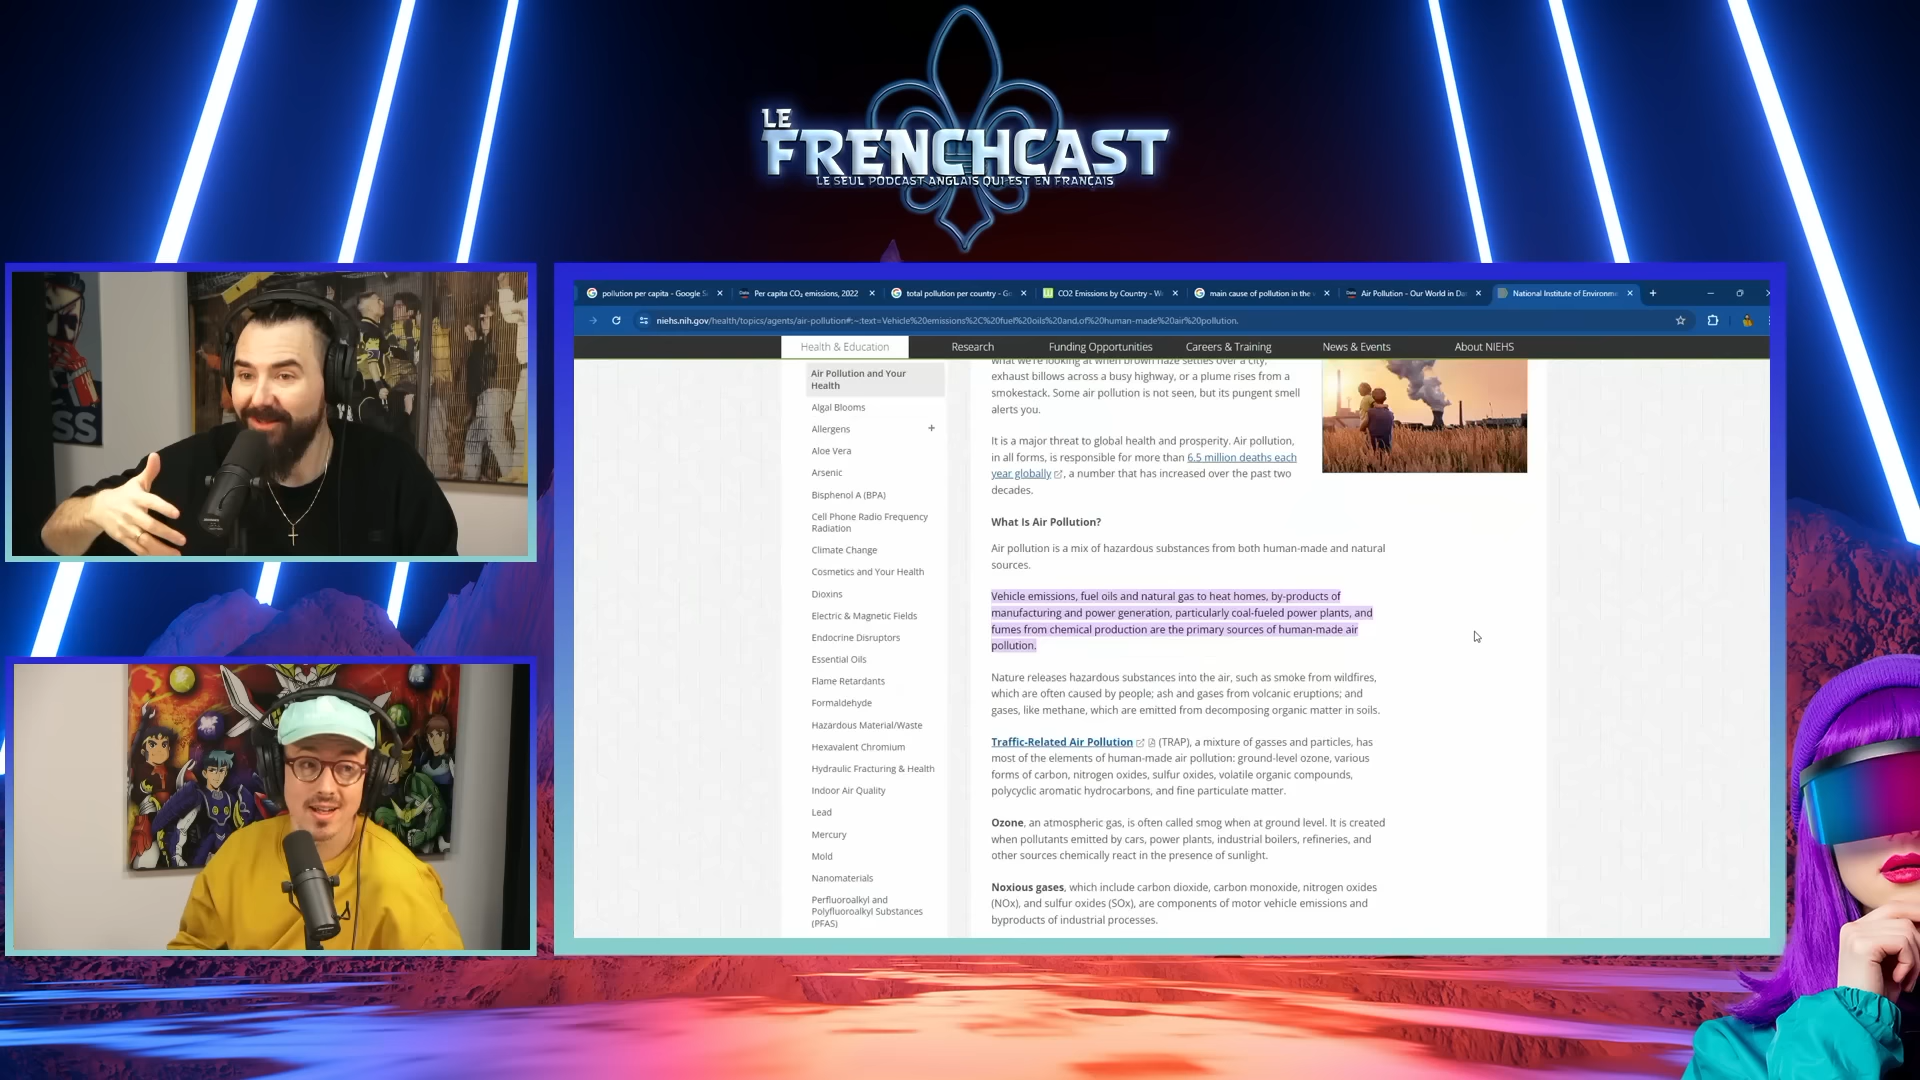 LE
FRENCHCAST
LE SEUL PODCAST ANGLAIS QUI EST EN FRANÇAIS
SS
pollution per capita - Google S
Per capita CO₂ emissions, 2022
total pollution per country - G
CO2 Emissions by Country - W
main cause of pollution in the
Air Pollution - Our World in Da
National Institute of Environme
niehs.nih.gov/health/topics/agents/air-pollution#:~:text=Vehicle%20emissions%2C%20fuel%20oils%20and,of%20human-made%20air%20pollution.
Health & Education
Research
Funding Opportunities
Careers & Training
News & Events
About NIEHS
Air Pollution and Your
Health
Algal Blooms
Allergens +
Aloe Vera
Arsenic
Bisphenol A (BPA)
Cell Phone Radio Frequency
Radiation
Climate Change
Cosmetics and Your Health
Dioxins
Electric & Magnetic Fields
Endocrine Disruptors
Essential Oils
Flame Retardants
Formaldehyde
Hazardous Material/Waste
Hexavalent Chromium
Hydraulic Fracturing & Health
Indoor Air Quality
Lead
Mercury
Mold
Nanomaterials
Perfluoroalkyl and
Polyfluoroalkyl Substances
(PFAS)
what we're looking at when brown haze settles over a city,
exhaust billows across a busy highway, or a plume rises from a
smokestack. Some air pollution is not seen, but its pungent smell
alerts you.
It is a major threat to global health and prosperity. Air pollution,
in all forms, is responsible for more than 6.5 million deaths each
year globally , a number that has increased over the past two
decades.
What Is Air Pollution?
Air pollution is a mix of hazardous substances from both human-made and natural
sources.
Vehicle emissions, fuel oils and natural gas to heat homes, by-products of
manufacturing and power generation, particularly coal-fueled power plants, and
fumes from chemical production are the primary sources of human-made air
pollution.
Nature releases hazardous substances into the air, such as smoke from wildfires,
which are often caused by people; ash and gases from volcanic eruptions; and
gases, like methane, which are emitted from decomposing organic matter in soils.
Traffic-Related Air Pollution (TRAP), a mixture of gasses and particles, has
most of the elements of human-made air pollution: ground-level ozone, various
forms of carbon, nitrogen oxides, sulfur oxides, volatile organic compounds,
polycyclic aromatic hydrocarbons, and fine particulate matter.
Ozone, an atmospheric gas, is often called smog when at ground level. It is created
when pollutants emitted by cars, power plants, industrial boilers, refineries, and
other sources chemically react in the presence of sunlight.
Noxious gases, which include carbon dioxide, carbon monoxide, nitrogen oxides
(NOx), and sulfur oxides (SOx), are components of motor vehicle emissions and
byproducts of industrial processes.